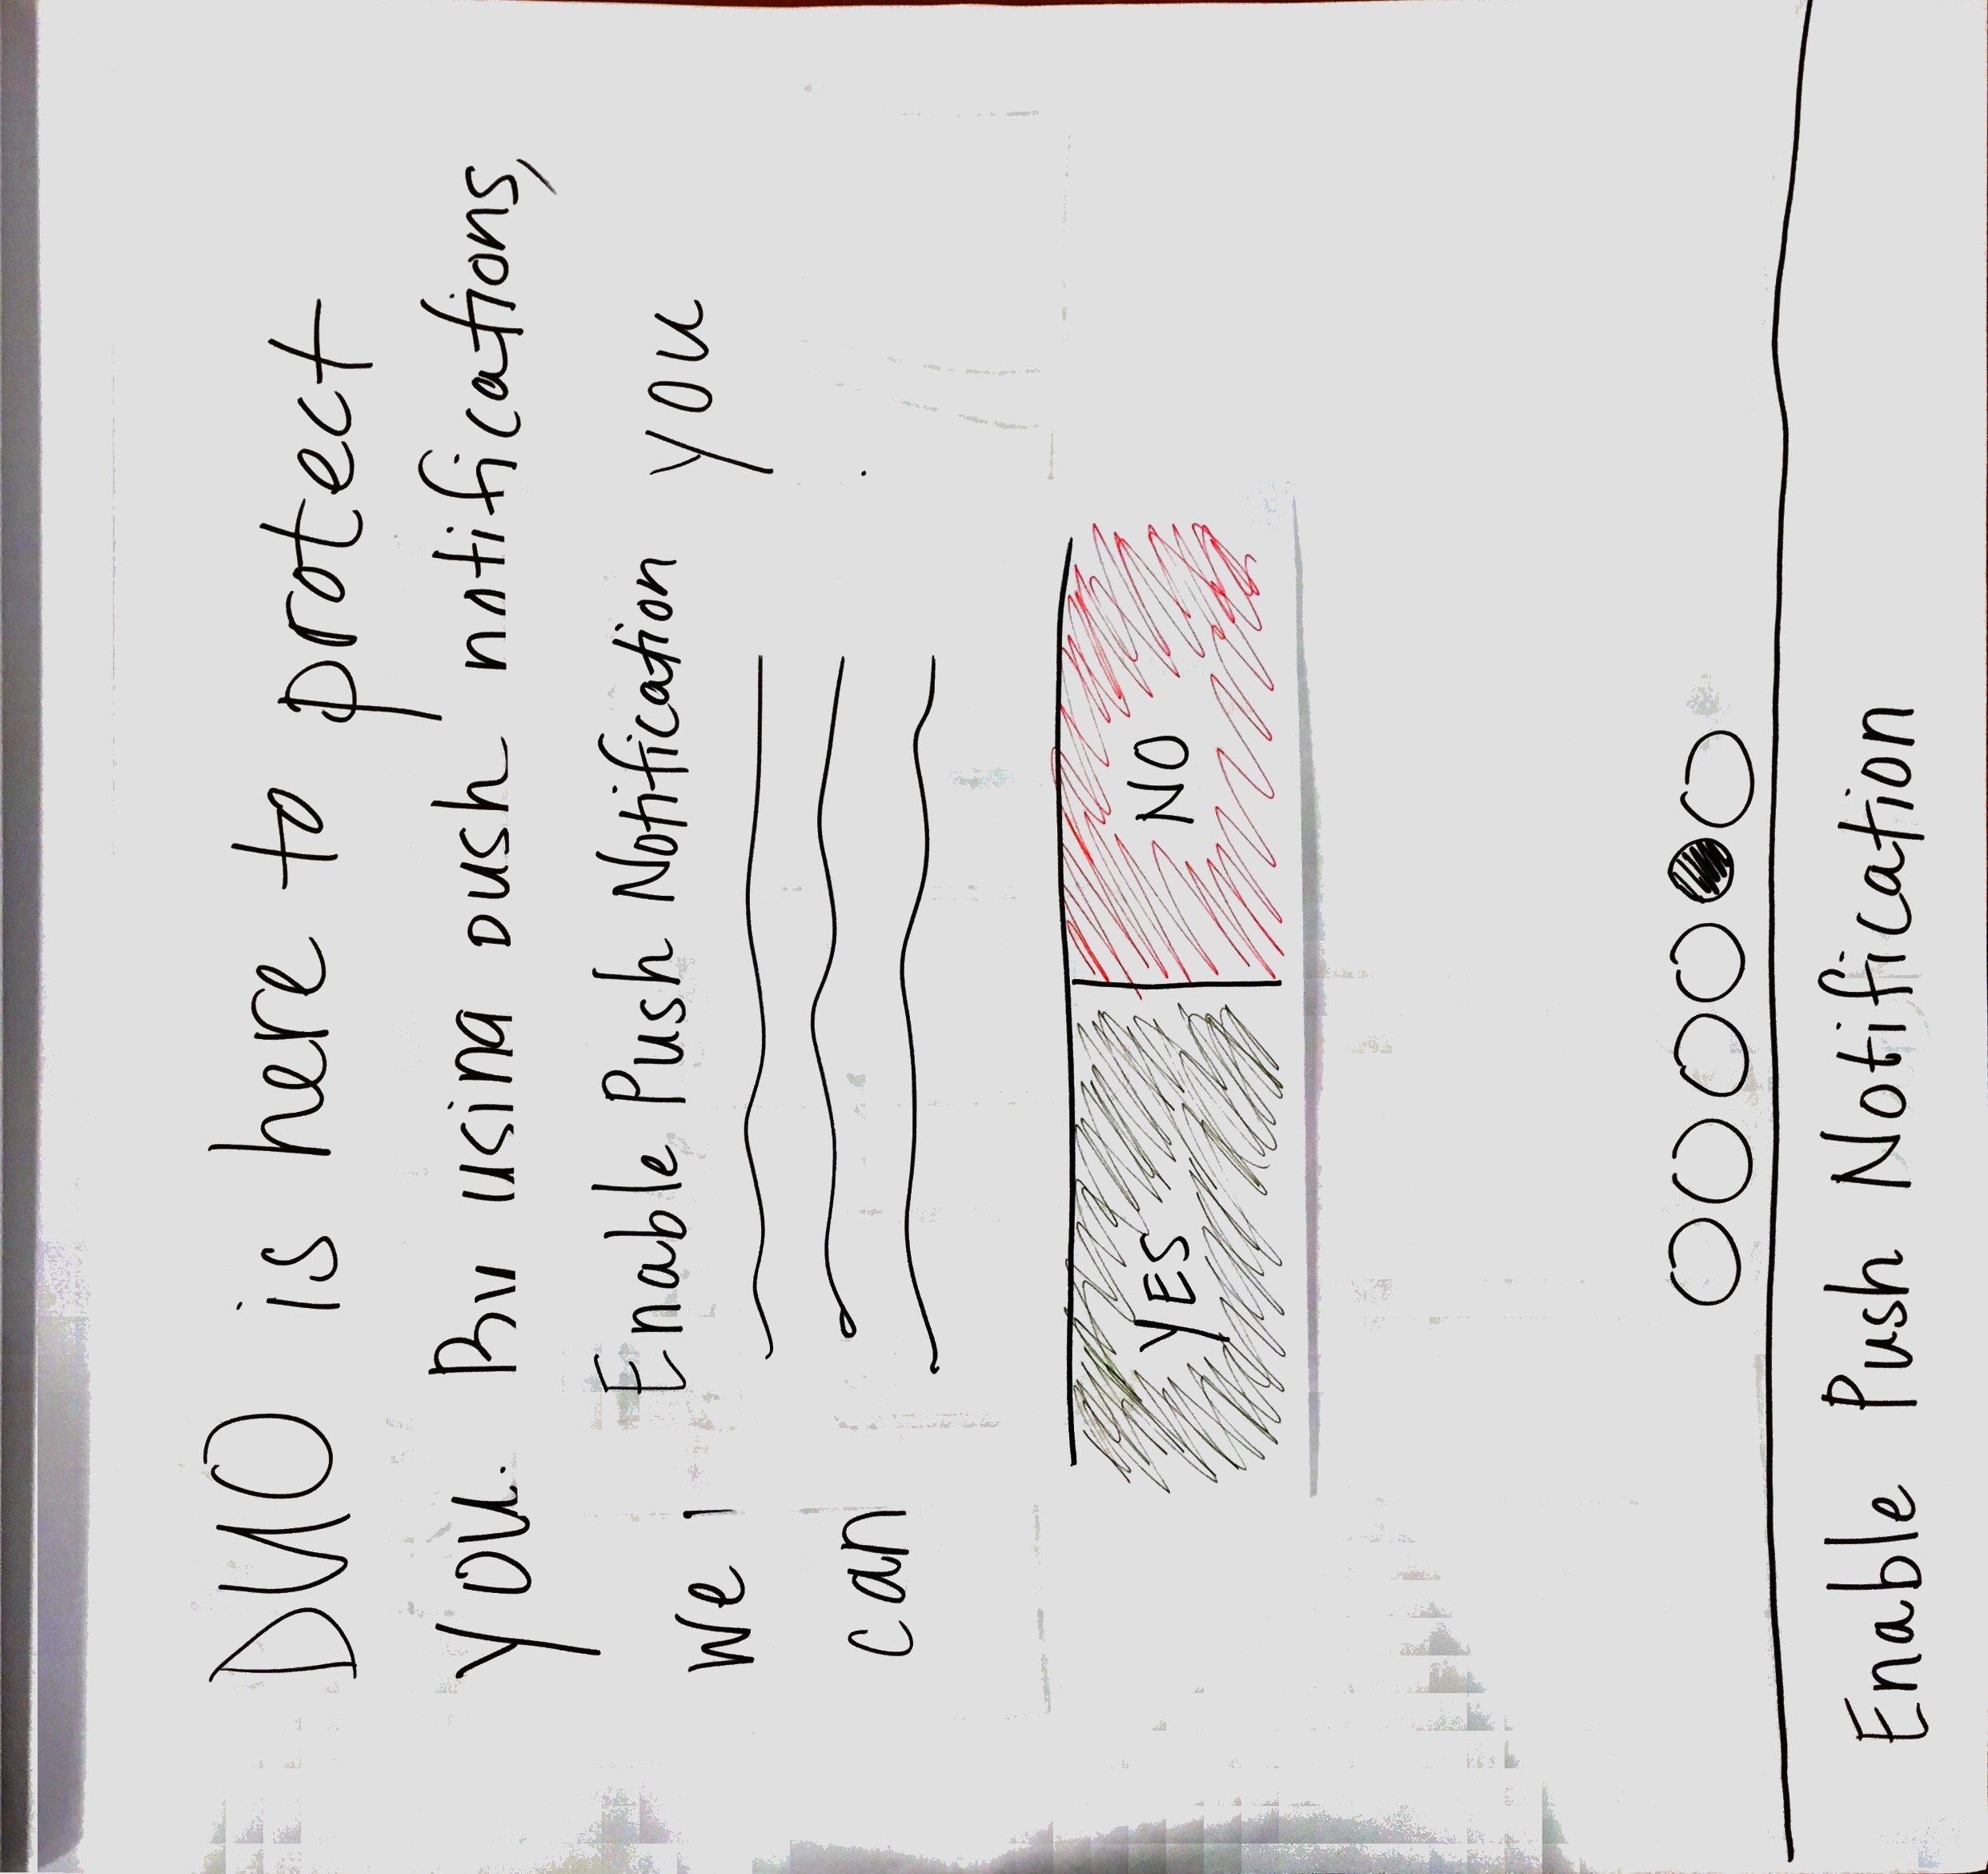 DUO is here to protect
you. By using push notifications,
Enable Push Notification
We you
can
YES NO
Enable Push Notification